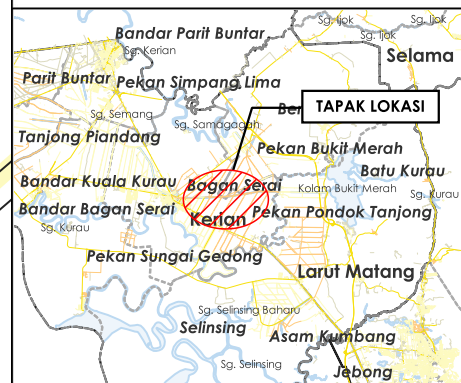 Sg. Ijok
Sg. Ijok
Bandar Parit Buntar
Sg. Ijok
Sg. Kerian
Selama
Parit Buntar
Pekan Simpang Lima
TAPAK LOKASI
Sg. Semang
Sg. Samagagah
Tanjong Piandang
Pekan Bukit Merah
Batu Kurau
Bandar Kuala Kurau
Bagan Serai
Kolam Bukit Merah
Sg. Kurau
Bandar Bagan Serai
Kerian
Pekan Pondok Tanjong
Sg. Kurau
Pekan Sungai Gedong
Larut Matang
Sg. Selinsing Baharu
Selinsing
Asam Kumbang
Sg. Selinsing
Jebong